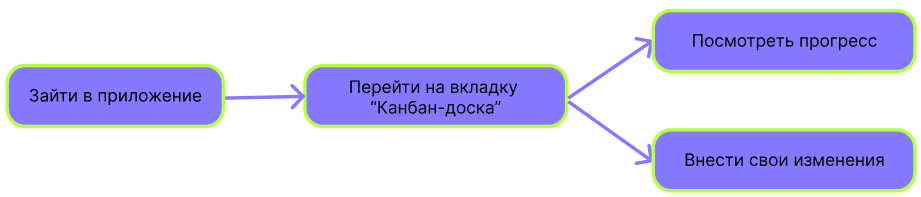 Зайти в приложение
Перейти на вкладку
“Канбан-доска”
Посмотреть прогресс
Внести свои изменения